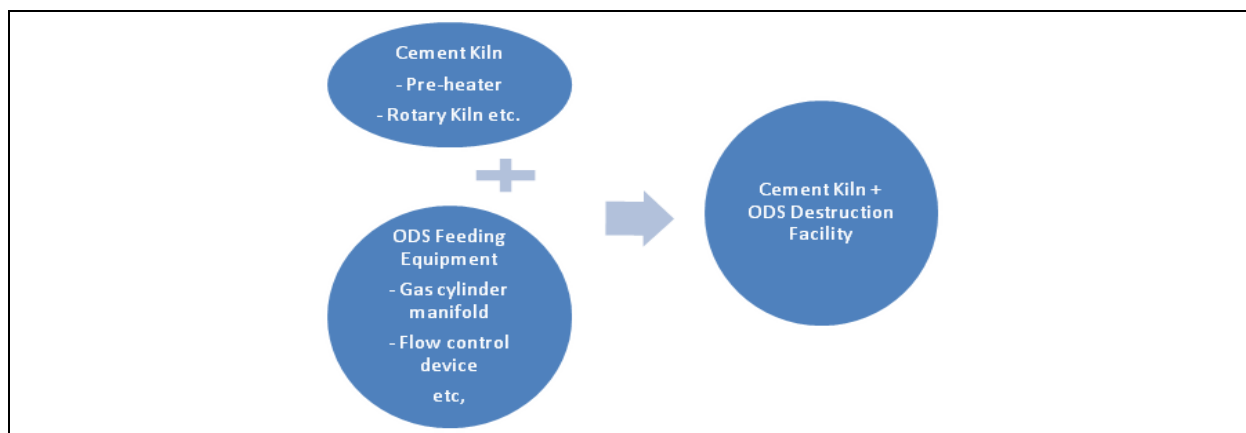 Cement Kiln
- Pre-heater
- Rotary Kiln etc.
ODS Feeding
Equipment
- Gas cylinder
manifold
- Flow control
device
etc,
Cement Kiln +
ODS Destruction
Facility